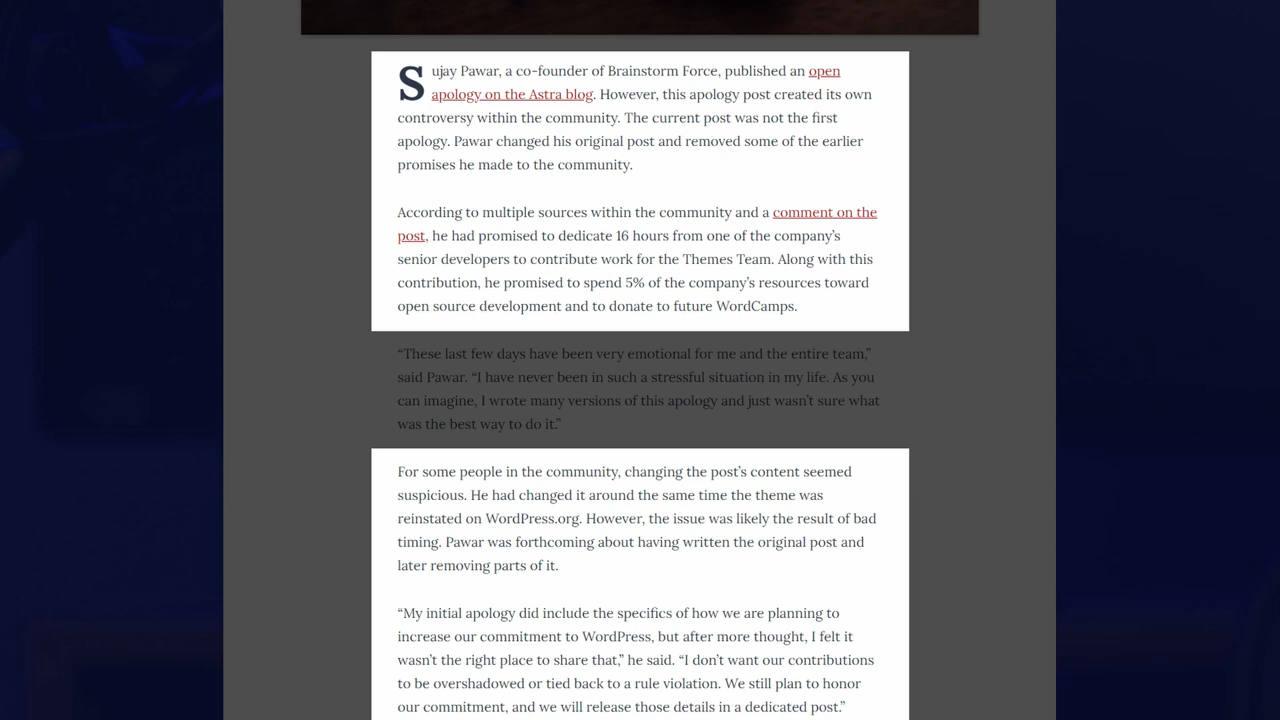 Sujay Pawar, a co-founder of Brainstorm Force, published an open
apology on the Astra blog. However, this apology post created its own
controversy within the community. The current post was not the first
apology. Pawar changed his original post and removed some of the earlier
promises he made to the community.
According to multiple sources within the community and a comment on the
post, he had promised to dedicate 16 hours from one of the company’s
senior developers to contribute work for the Themes Team. Along with this
contribution, he promised to spend 5% of the company’s resources toward
open source development and to donate to future WordCamps.
“These last few days have been very emotional for me and the entire team,”
said Pawar. “I have never been in such a stressful situation in my life. As you
can imagine, I wrote many versions of this apology and just wasn’t sure what
was the best way to do it.”
For some people in the community, changing the post’s content seemed
suspicious. He had changed it around the same time the theme was
reinstated on WordPress.org. However, the issue was likely the result of bad
timing. Pawar was forthcoming about having written the original post and
later removing parts of it.
“My initial apology did include the specifics of how we are planning to
increase our commitment to WordPress, but after more thought, I felt it
wasn’t the right place to share that,” he said. “I don’t want our contributions
to be overshadowed or tied back to a rule violation. We still plan to honor
our commitment, and we will release those details in a dedicated post.”